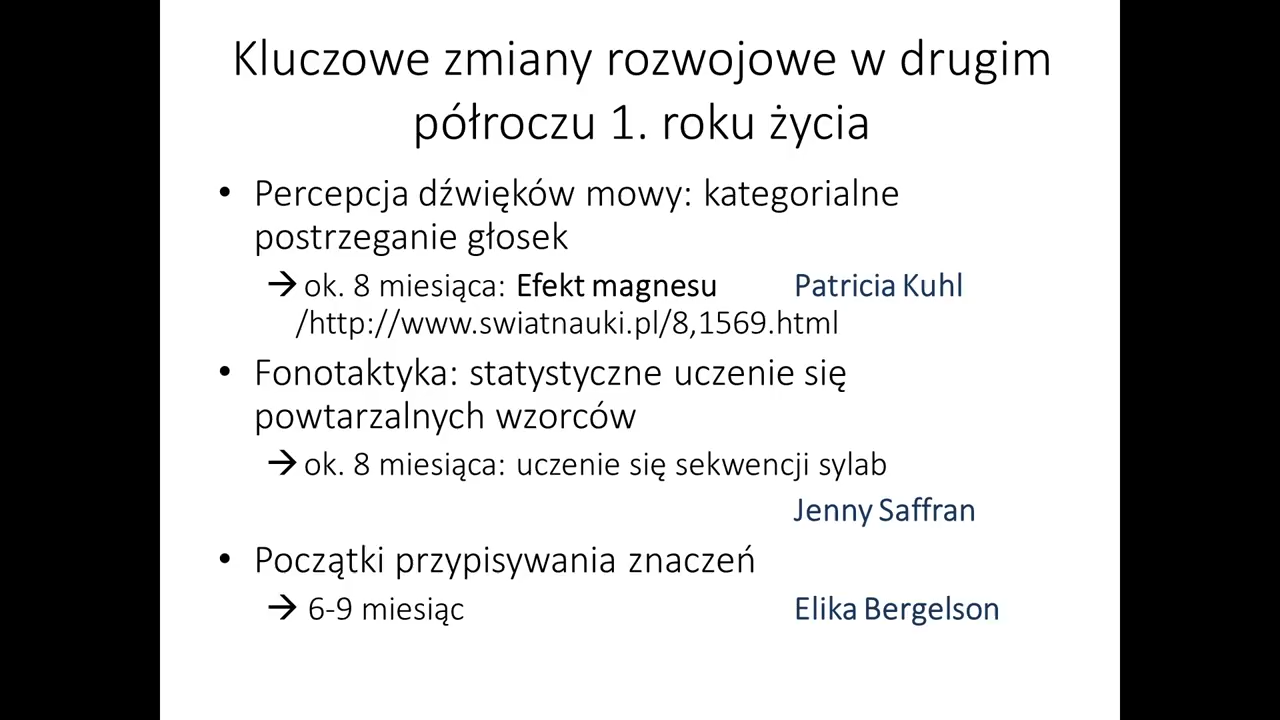 Kluczowe zmiany rozwojowe w drugim
półroczu 1. roku życia
• Percepcja dźwięków mowy: kategorialne
postrzeganie głosek
→ ok. 8 miesiąca: Efekt magnesu Patricia Kuhl
/http://www.swiatnauki.pl/8,1569.html
• Fonotaktyka: statystyczne uczenie się
powtarzalnych wzorców
→ ok. 8 miesiąca: uczenie się sekwencji sylab
Jenny Saffran
• Początki przypisywania znaczeń
→ 6-9 miesiąc Elika Bergelson